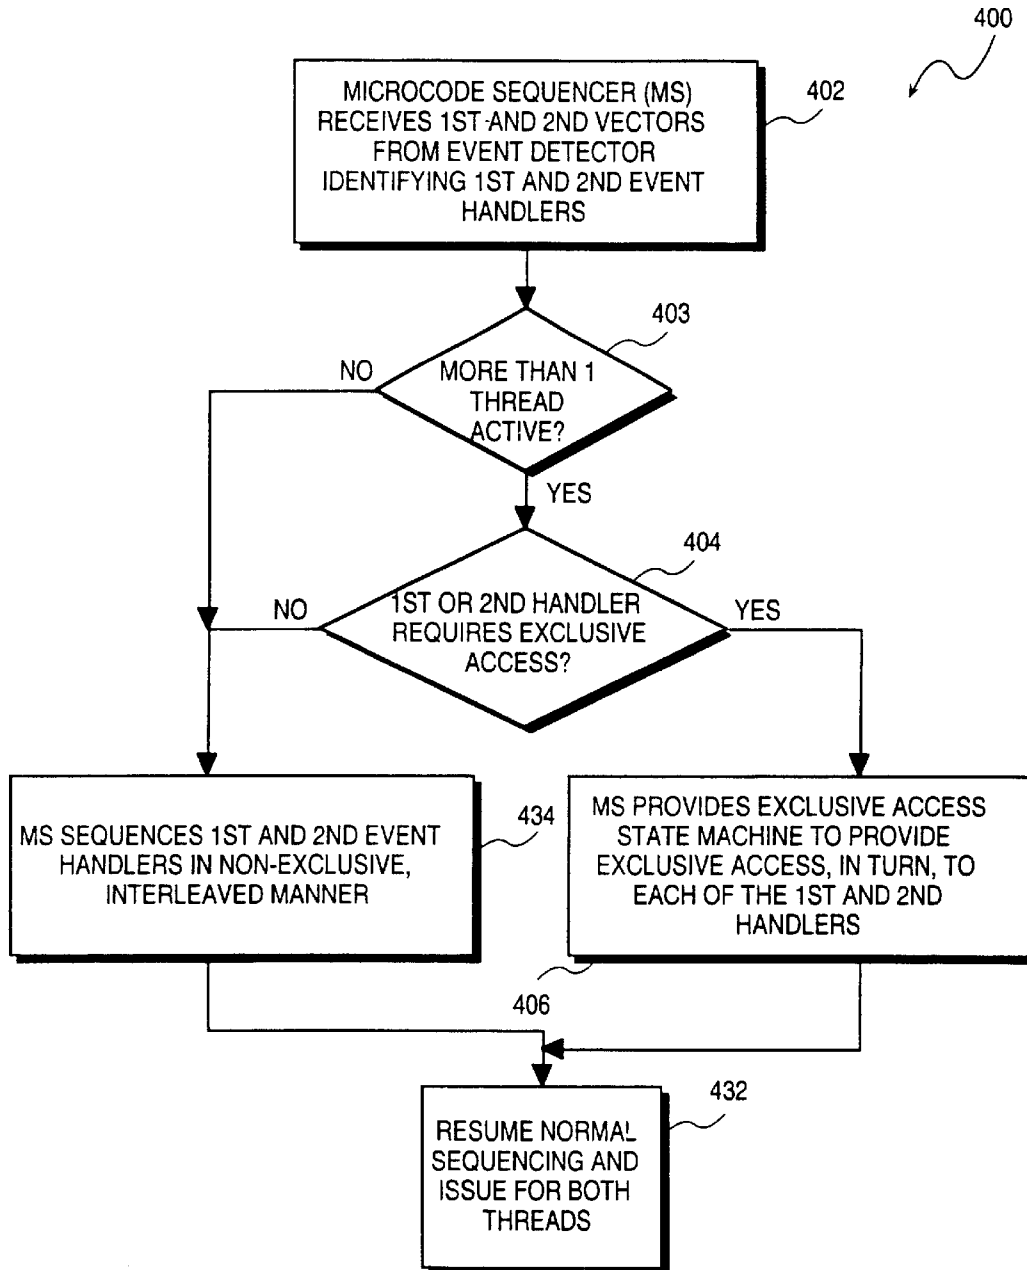 400
MICROCODE SEQUENCER (MS)
RECEIVES 1ST-AND 2ND VECTORS
FROM EVENT DETECTOR
IDENTIFYING 1ST AND 2ND EVENT
HANDLERS
402
403
NO
MORE THAN 1
THREAD
ACTIVE?
YES
404
NO
1ST OR 2ND HANDLER
REQUIRES EXCLUSIVE
ACCESS?
YES
MS SEQUENCES 1ST AND 2ND EVENT
HANDLERS IN NON-EXCLUSIVE,
INTERLEAVED MANNER
434
MS PROVIDES EXCLUSIVE ACCESS
STATE MACHINE TO PROVIDE
EXCLUSIVE ACCESS, IN TURN, TO
EACH OF THE 1ST AND 2ND
HANDLERS
406
432
RESUME NORMAL
SEQUENCING AND
ISSUE FOR BOTH
THREADS